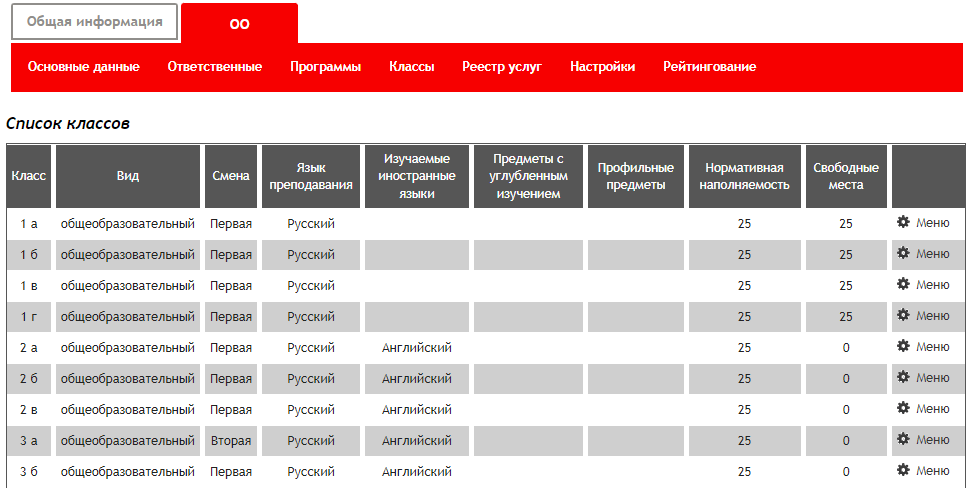 Общая информация
ОО
Основные данные Ответственные Программы Классы Реестр услуг Настройки Рейтингование
Список классов
Класс Вид Смена Язык преподавания Изучаемые иностранные языки Предметы с углубленным изучением Профильные предметы Нормативная наполняемость Свободные места
1 а общеобразовательный Первая Русский 25 25 Меню
1 б общеобразовательный Первая Русский 25 25 Меню
1 в общеобразовательный Первая Русский 25 25 Меню
1 г общеобразовательный Первая Русский 25 25 Меню
2 а общеобразовательный Первая Русский Английский 25 0 Меню
2 б общеобразовательный Первая Русский Английский 25 0 Меню
2 в общеобразовательный Первая Русский Английский 25 0 Меню
3 а общеобразовательный Вторая Русский Английский 25 0 Меню
3 б общеобразовательный Первая Русский Английский 25 0 Меню